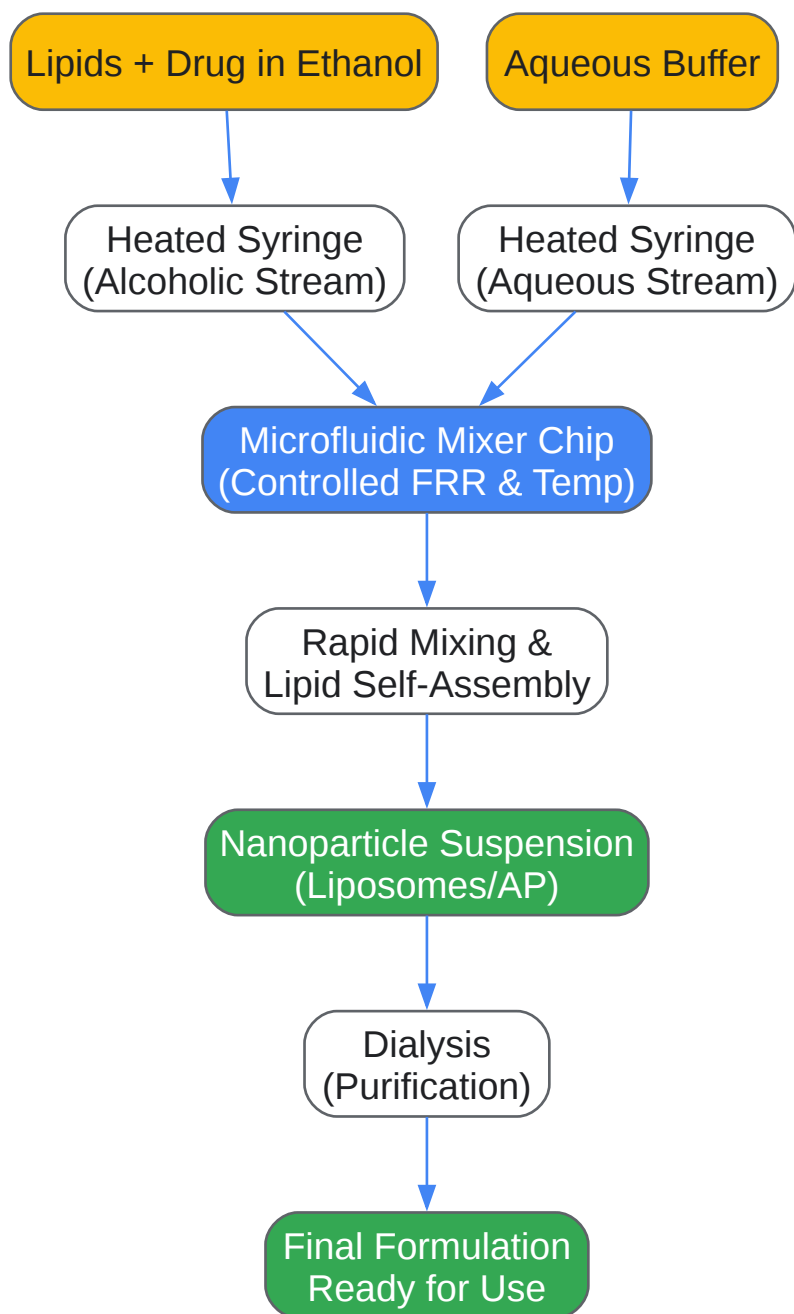 Lipids + Drug in Ethanol
Aqueous Buffer
Heated Syringe
(Alcoholic Stream)
Heated Syringe
(Aqueous Stream)
Microfluidic Mixer Chip
(Controlled FRR & Temp)
Rapid Mixing &
Lipid Self-Assembly
Nanoparticle Suspension
(Liposomes/AP)
Dialysis
(Purification)
Final Formulation
Ready for Use